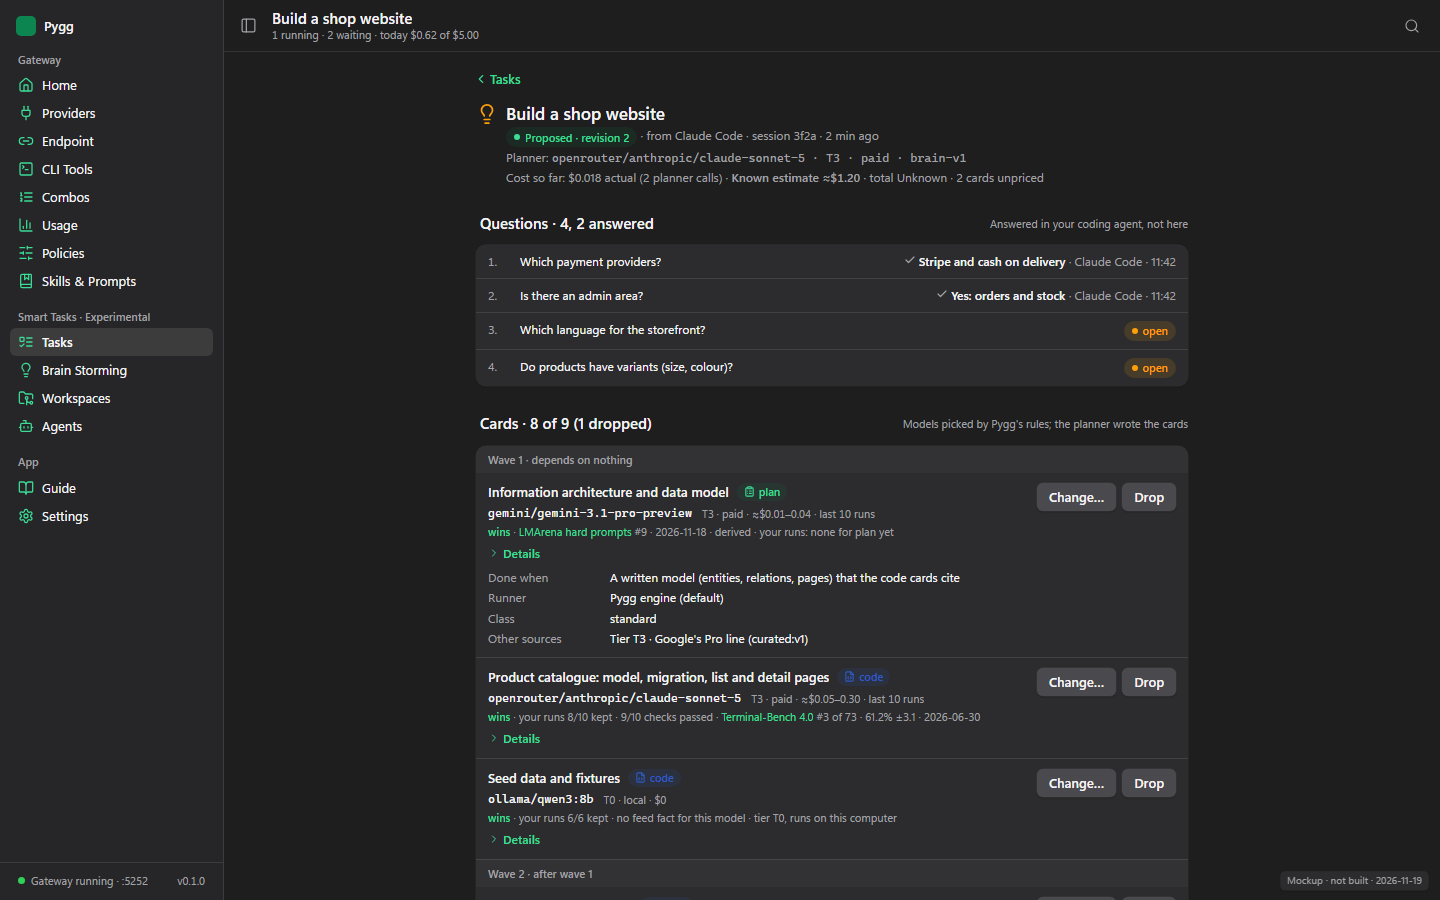 Pygg
Gateway
Home
Providers
Endpoint
CLI Tools
Combos
Usage
Policies
Skills & Prompts
Smart Tasks · Experimental
Tasks
Brain Storming
Workspaces
Agents
App
Guide
Settings
Gateway running · :5252 v0.1.0
Build a shop website
1 running · 2 waiting · today $0.62 of $5.00
Tasks
Build a shop website
Proposed · revision 2 · from Claude Code · session 3f2a · 2 min ago
Planner: openrouter/anthropic/claude-sonnet-5 · T3 · paid · brain-v1
Cost so far: $0.018 actual (2 planner calls) · Known estimate ≈$1.20 · total Unknown · 2 cards unpriced
Questions · 4, 2 answered Answered in your coding agent, not here
1. Which payment providers? Stripe and cash on delivery · Claude Code · 11:42
2. Is there an admin area? Yes: orders and stock · Claude Code · 11:42
3. Which language for the storefront? open
4. Do products have variants (size, colour)? open
Cards · 8 of 9 (1 dropped) Models picked by Pygg's rules; the planner wrote the cards
Wave 1 · depends on nothing
Information architecture and data model plan Change... Drop
gemini/gemini-3.1-pro-preview T3 · paid · ≈$0.01–0.04 · last 10 runs
wins · LMArena hard prompts #9 · 2026-11-18 · derived · your runs: none for plan yet
Details
Done when A written model (entities, relations, pages) that the code cards cite
Runner Pygg engine (default)
Class standard
Other sources Tier T3 · Google's Pro line (curated:v1)
Product catalogue: model, migration, list and detail pages code Change... Drop
openrouter/anthropic/claude-sonnet-5 T3 · paid · ≈$0.05–0.30 · last 10 runs
wins · your runs 8/10 kept · 9/10 checks passed · Terminal-Bench 4.0 #3 of 73 · 61.2% ±3.1 · 2026-06-30
Details
Seed data and fixtures code Change... Drop
ollama/qwen3:8b T0 · local · $0
wins · your runs 6/6 kept · no feed fact for this model · tier T0, runs on this computer
Details
Wave 2 · after wave 1
Mockup · not built · 2026-11-19